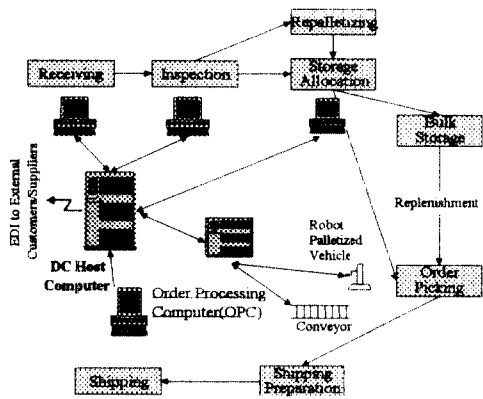 Repalletizing
Receiving
Inspection
Storage
Allocation
Bulk
Storage
EDI to External
Customers/Suppliers
Replenishment
Robot
Palletized
Vehicle
DC Host
Computer
Order Processing
Computer(OPC)
Conveyor
Order
Picking
Shipping
Shipping
Preparation